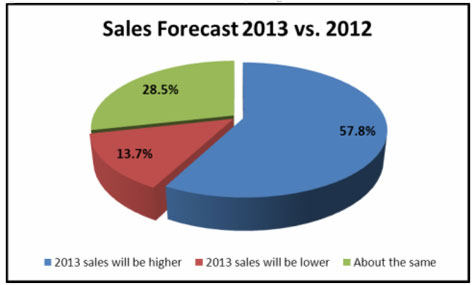 Sales Forecast 2013 vs. 2012
28.5%
57.8%
13.7%
2013 sales will be higher 2013 sales will be lower About the same